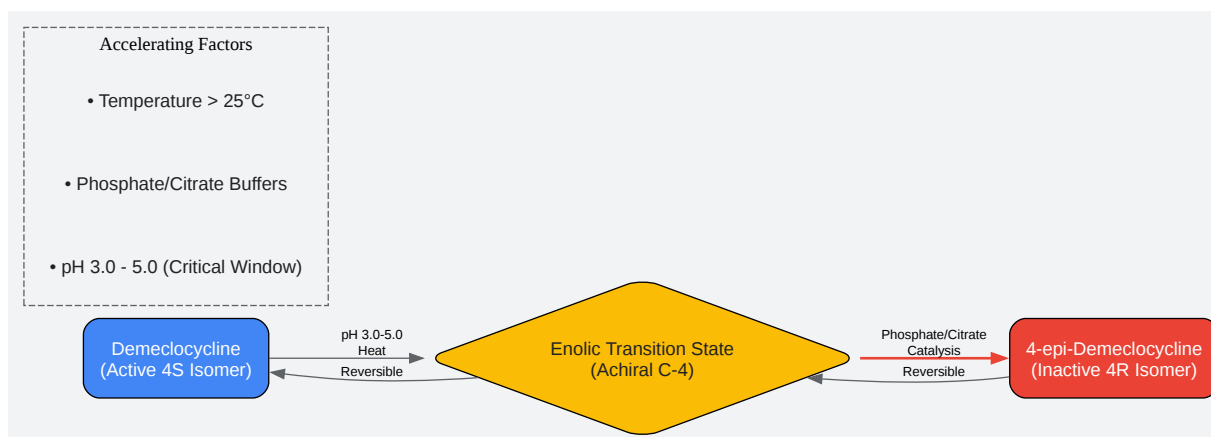 Accelerating Factors
• Temperature > 25°C
• Phosphate/Citrate Buffers
• pH 3.0 - 5.0 (Critical Window)
Demeclocycline
(Active 4S Isomer)
pH 3.0-5.0
Heat
Reversible
Enolic Transition State
(Achiral C-4)
Phosphate/Citrate
Catalysis
Reversible
4-epi-Demeclocycline
(Inactive 4R Isomer)